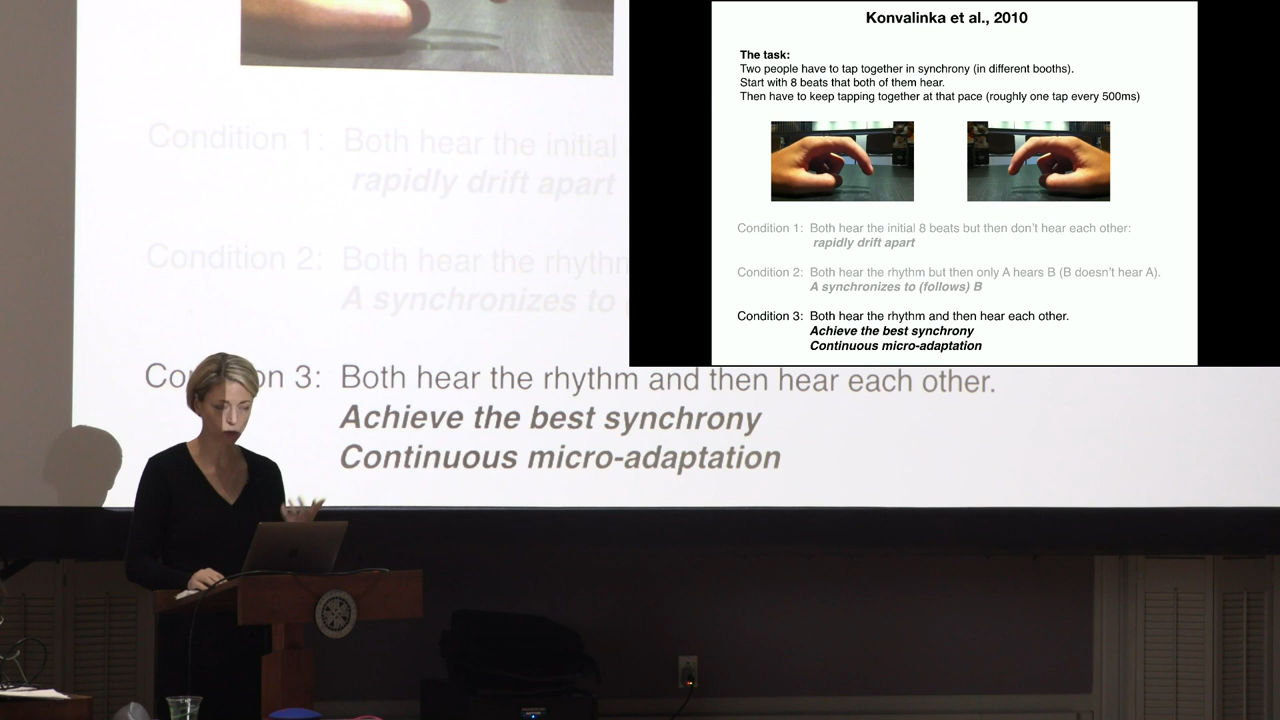 Konvalinka et al., 2010
The task:
Two people have to tap together in synchrony (in different booths).
Start with 8 beats that both of them hear.
Then have to keep tapping together at that pace (roughly one tap every 500ms)
Condition 1: Both hear the initial 8 beats but then don't hear each other:
rapidly drift apart
Condition 2: Both hear the rhythm but then only A hears B (B doesn't hear A).
A synchronizes to (follows) B
Condition 3: Both hear the rhythm and then hear each other.
Achieve the best synchrony
Continuous micro-adaptation
Condition 1: Both hear the initial
rapidly drift apart
Condition 2: Both hear the rhythm
A synchronizes to
on 3: Both hear the rhythm and then hear each other.
Achieve the best synchrony
Continuous micro-adaptation